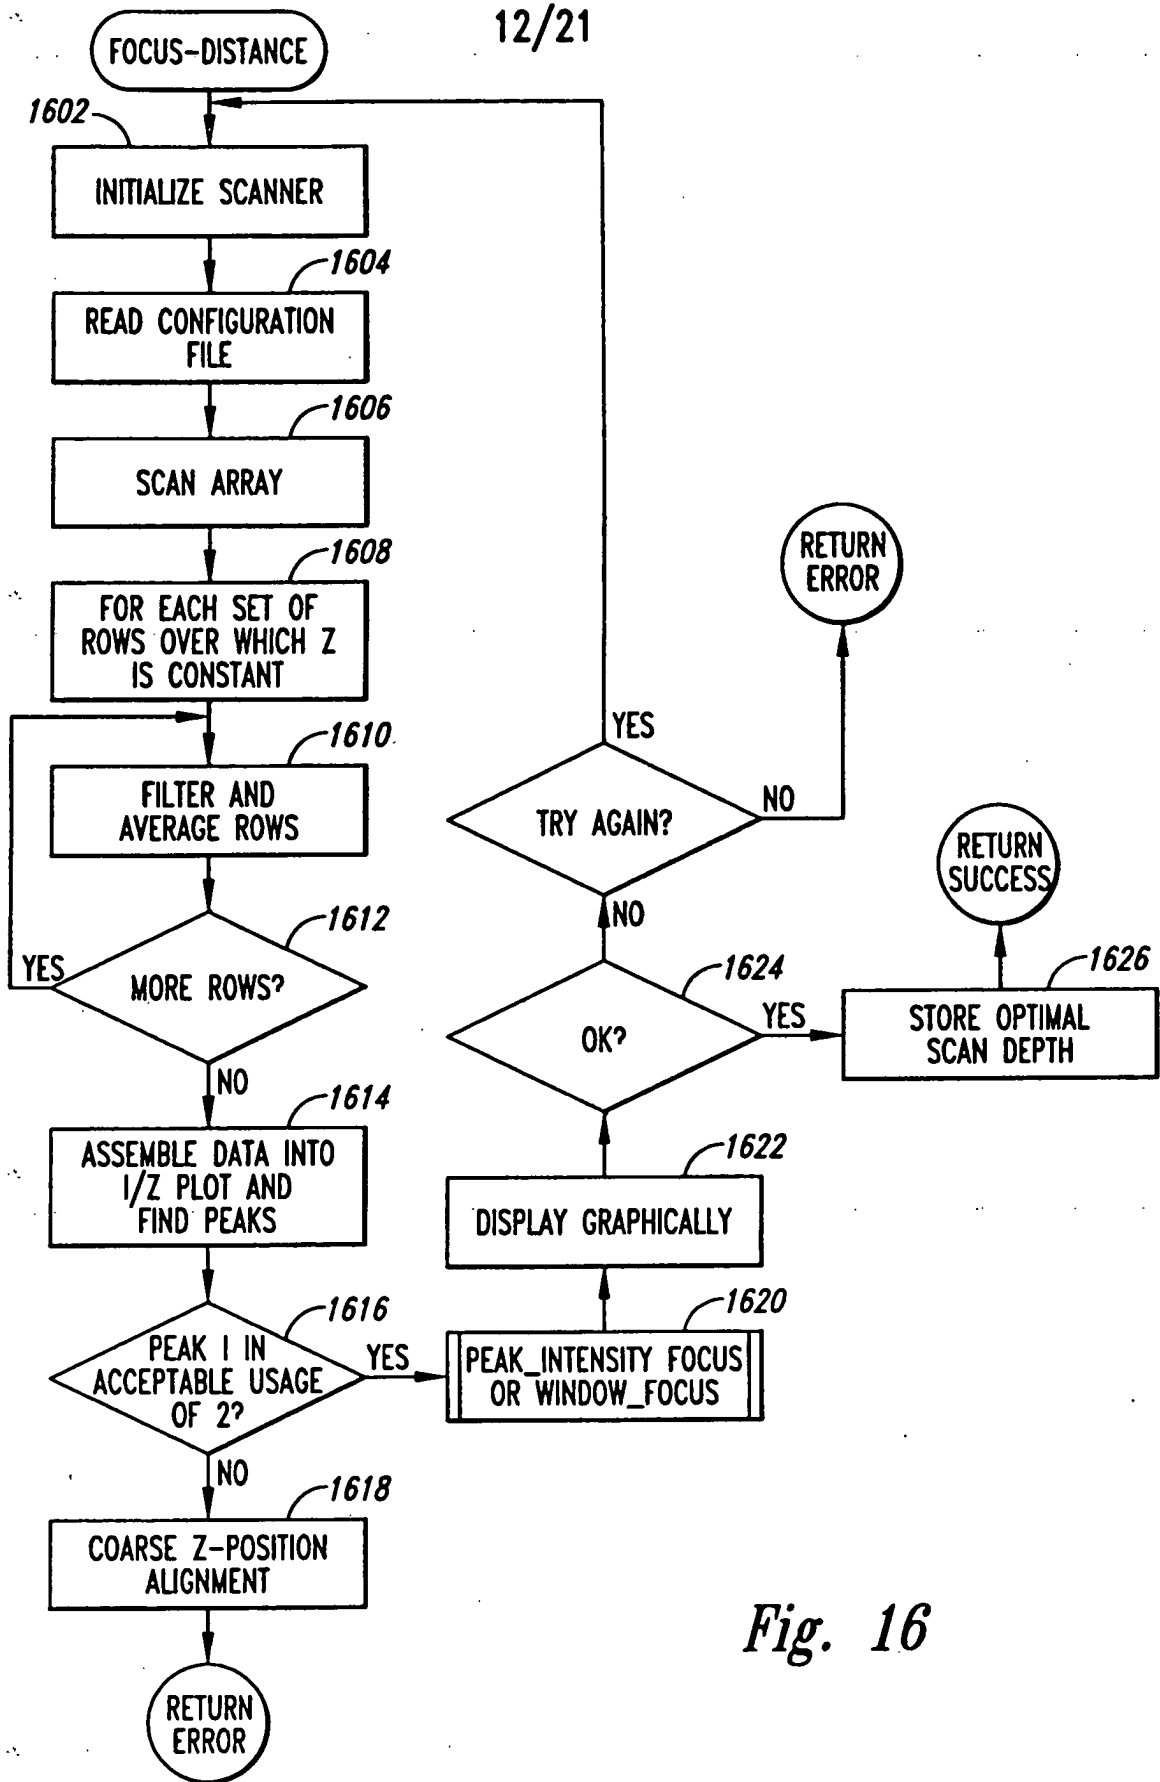 12/21
FOCUS-DISTANCE
1602
INITIALIZE SCANNER
1604
READ CONFIGURATION
FILE
1606
SCAN ARRAY
1608
FOR EACH SET OF
ROWS OVER WHICH Z
IS CONSTANT
1610
FILTER AND
AVERAGE ROWS
1612
MORE ROWS?
YES
NO
1614
ASSEMBLE DATA INTO
I/Z PLOT AND
FIND PEAKS
1616
PEAK I IN
ACCEPTABLE USAGE
OF 2?
YES
NO
1618
COARSE Z-POSITION
ALIGNMENT
RETURN
ERROR
1620
PEAK_INTENSITY FOCUS
OR WINDOW_FOCUS
1622
DISPLAY GRAPHICALLY
1624
OK?
YES
NO
1626
STORE OPTIMAL
SCAN DEPTH
RETURN
SUCCESS
TRY AGAIN?
YES
NO
RETURN
ERROR
Fig. 16